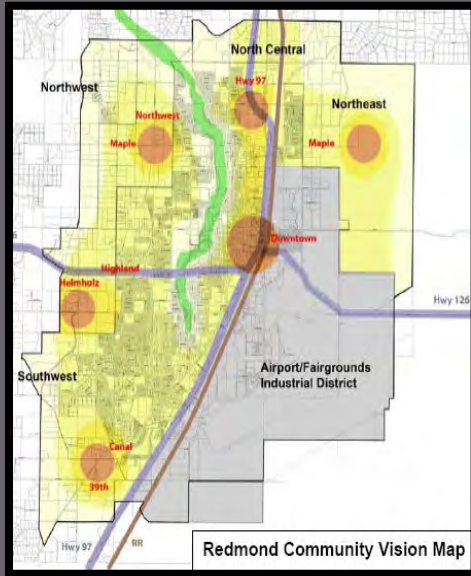 North Central
Hwy 97
Northwest
Northeast
Northwest
Maple
Maple
Downtown
Highland
Helmholz
Hwy 126
Airport/Fairgrounds
Industrial District
Southwest
Canal
39th
Hwy 97
RR
Redmond Community Vision Map